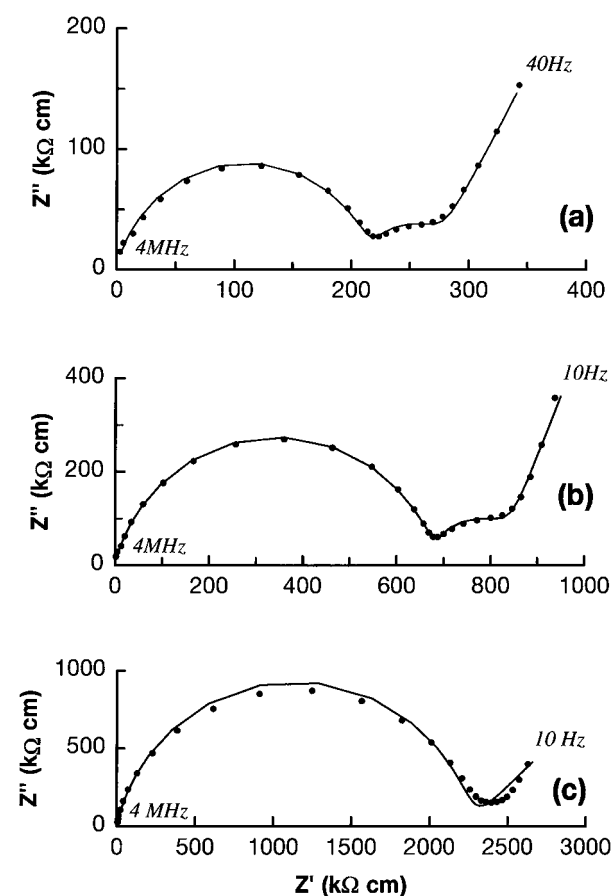 200
40Hz
Z" (kΩ cm)
100
(a)
4MHz
0
0 100 200 300 400
400
10Hz
Z" (kΩ cm)
200
(b)
4MHz
0
0 200 400 600 800 1000
1000
Z" (kΩ cm)
500
10 Hz
(c)
4 MHz
0
0 500 1000 1500 2000 2500 3000
Z' (kΩ cm)